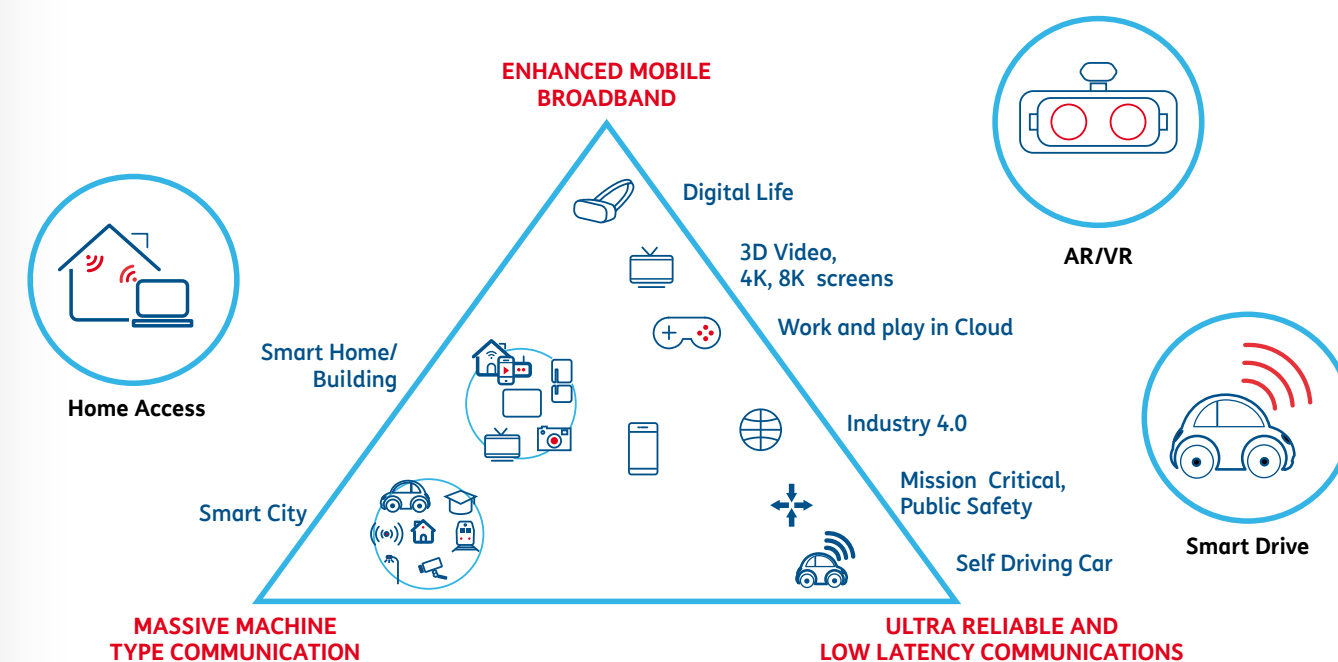 ENHANCED MOBILE
BROADBAND
Digital Life
3D Video,
4K, 8K screens
AR/VR
Work and play in Cloud
Smart Home/
Building
Home Access
Industry 4.0
Mission Critical,
Public Safety
Smart City
Smart Drive
Self Driving Car
MASSIVE MACHINE
TYPE COMMUNICATION
ULTRA RELIABLE AND
LOW LATENCY COMMUNICATIONS